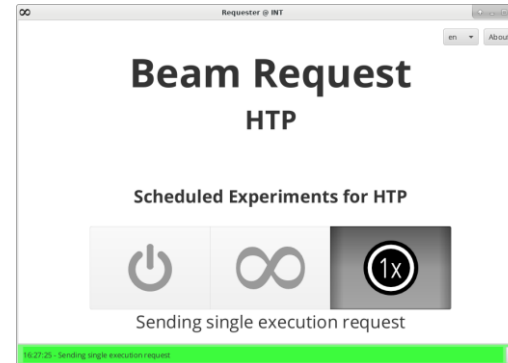 Requester @ INT
en
About
Beam Request
HTP
Scheduled Experiments for HTP
1x
Sending single execution request
16:27:25 - Sending single execution request